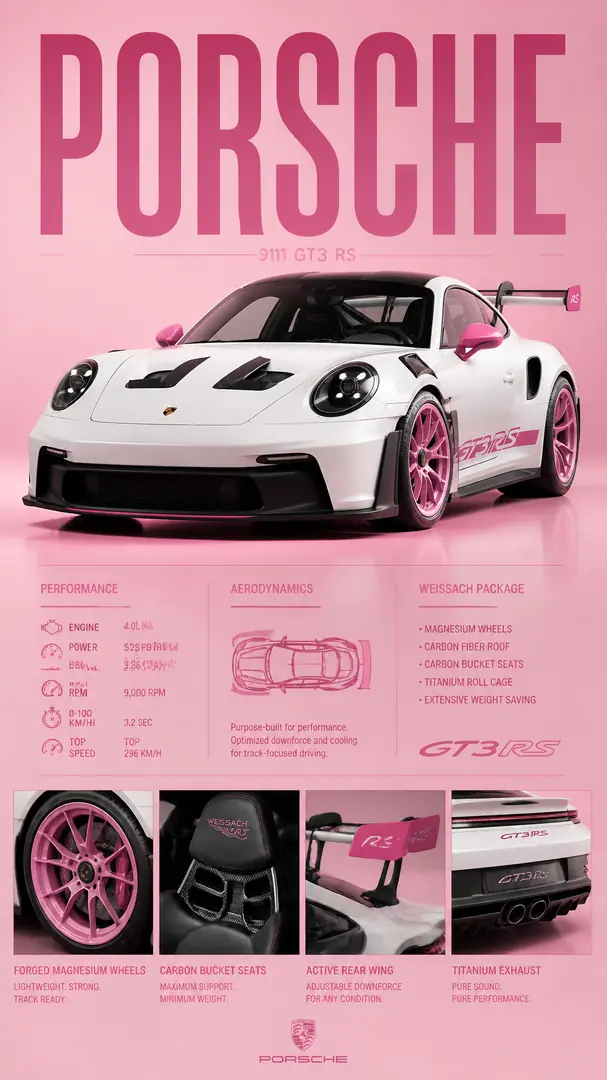 PORSCHE
9111 GT3 RS
RS
GT3RS
PERFORMANCE
ENGINE 4.0L
POWER
RPM 9,000 RPM
0-100
KM/HI 3.2 SEC
TOP TOP
SPEED 296 KM/H
AERODYNAMICS
Purpose-built for performance.
Optimized downforce and cooling
for track-focused driving.
WEISSACH PACKAGE
• MAGNESIUM WHEELS
• CARBON FIBER ROOF
• CARBON BUCKET SEATS
• TITANIUM ROLL CAGE
• EXTENSIVE WEIGHT SAVING
GT3RS
WEISSACH
RS
GT3RS
GT3RS
FORGED MAGNESIUM WHEELS
LIGHTWEIGHT. STRONG.
TRACK READY.
CARBON BUCKET SEATS
MAXIMUM SUPPORT.
MINIMUM WEIGHT.
ACTIVE REAR WING
ADJUSTABLE DOWNFORCE
FOR ANY CONDITION.
TITANIUM EXHAUST
PURE SOUND.
PURE PERFORMANCE.
PORSCHE